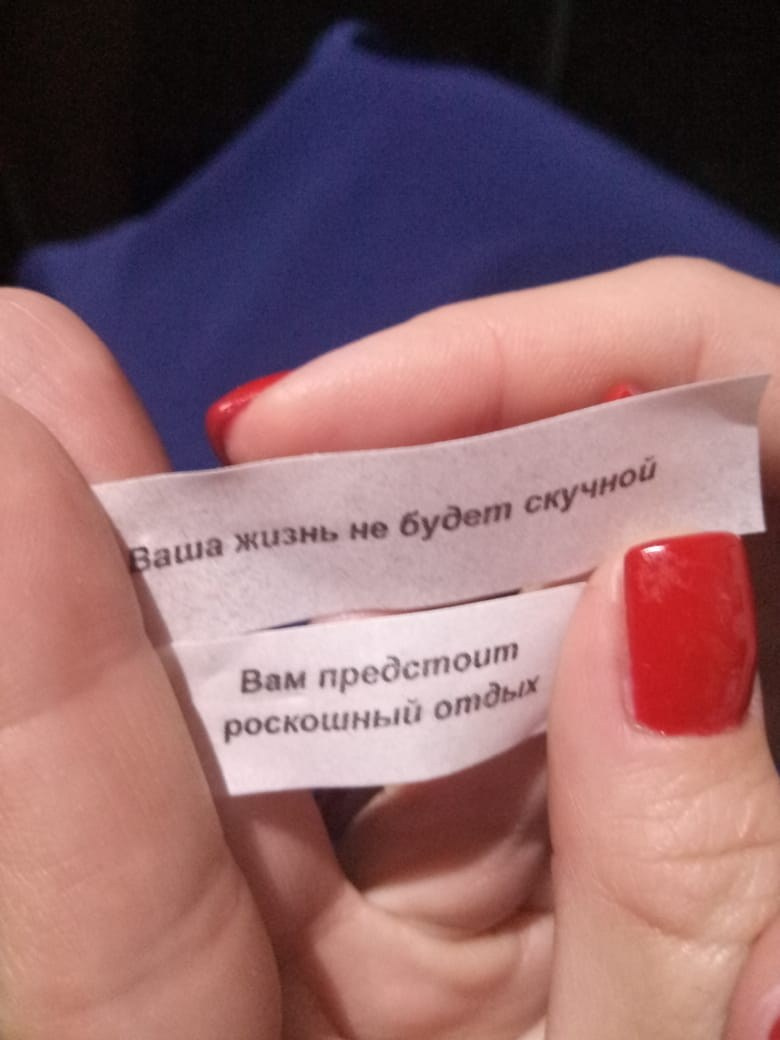 Ваша жизнь не будет скучной
Вам предстоит
роскошный отдых